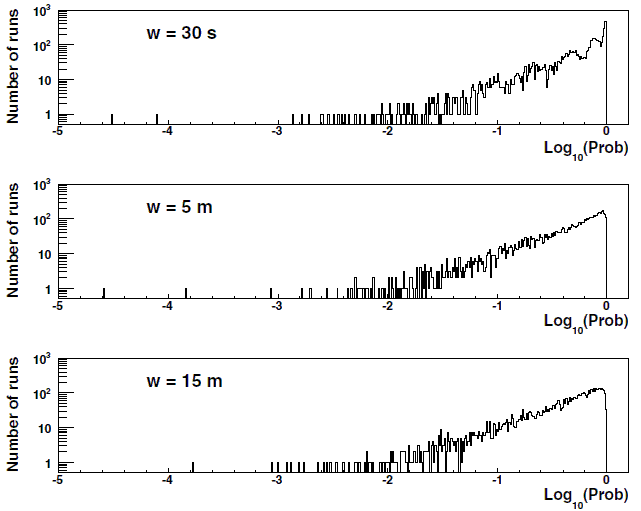 Number of runs
10³
10²
10
1
w = 30 s
-5 -4 -3 -2 -1 0
Log₁₀(Prob)
Number of runs
10³
10²
10
1
w = 5 m
-5 -4 -3 -2 -1 0
Log₁₀(Prob)
Number of runs
10³
10²
10
1
w = 15 m
-5 -4 -3 -2 -1 0
Log₁₀(Prob)